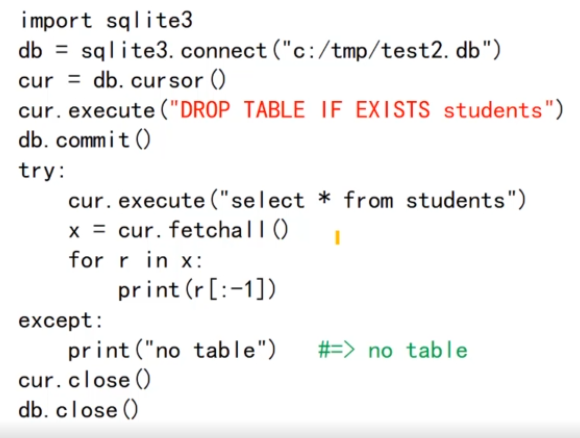 import sqlite3
db = sqlite3.connect("c:/tmp/test2.db")
cur = db.cursor()
cur.execute("DROP TABLE IF EXISTS students")
db.commit()
try:
    cur.execute("select * from students")
    x = cur.fetchall()
    for r in x:
        print(r[:-1])
except:
    print("no table")   #=> no table
cur.close()
db.close()